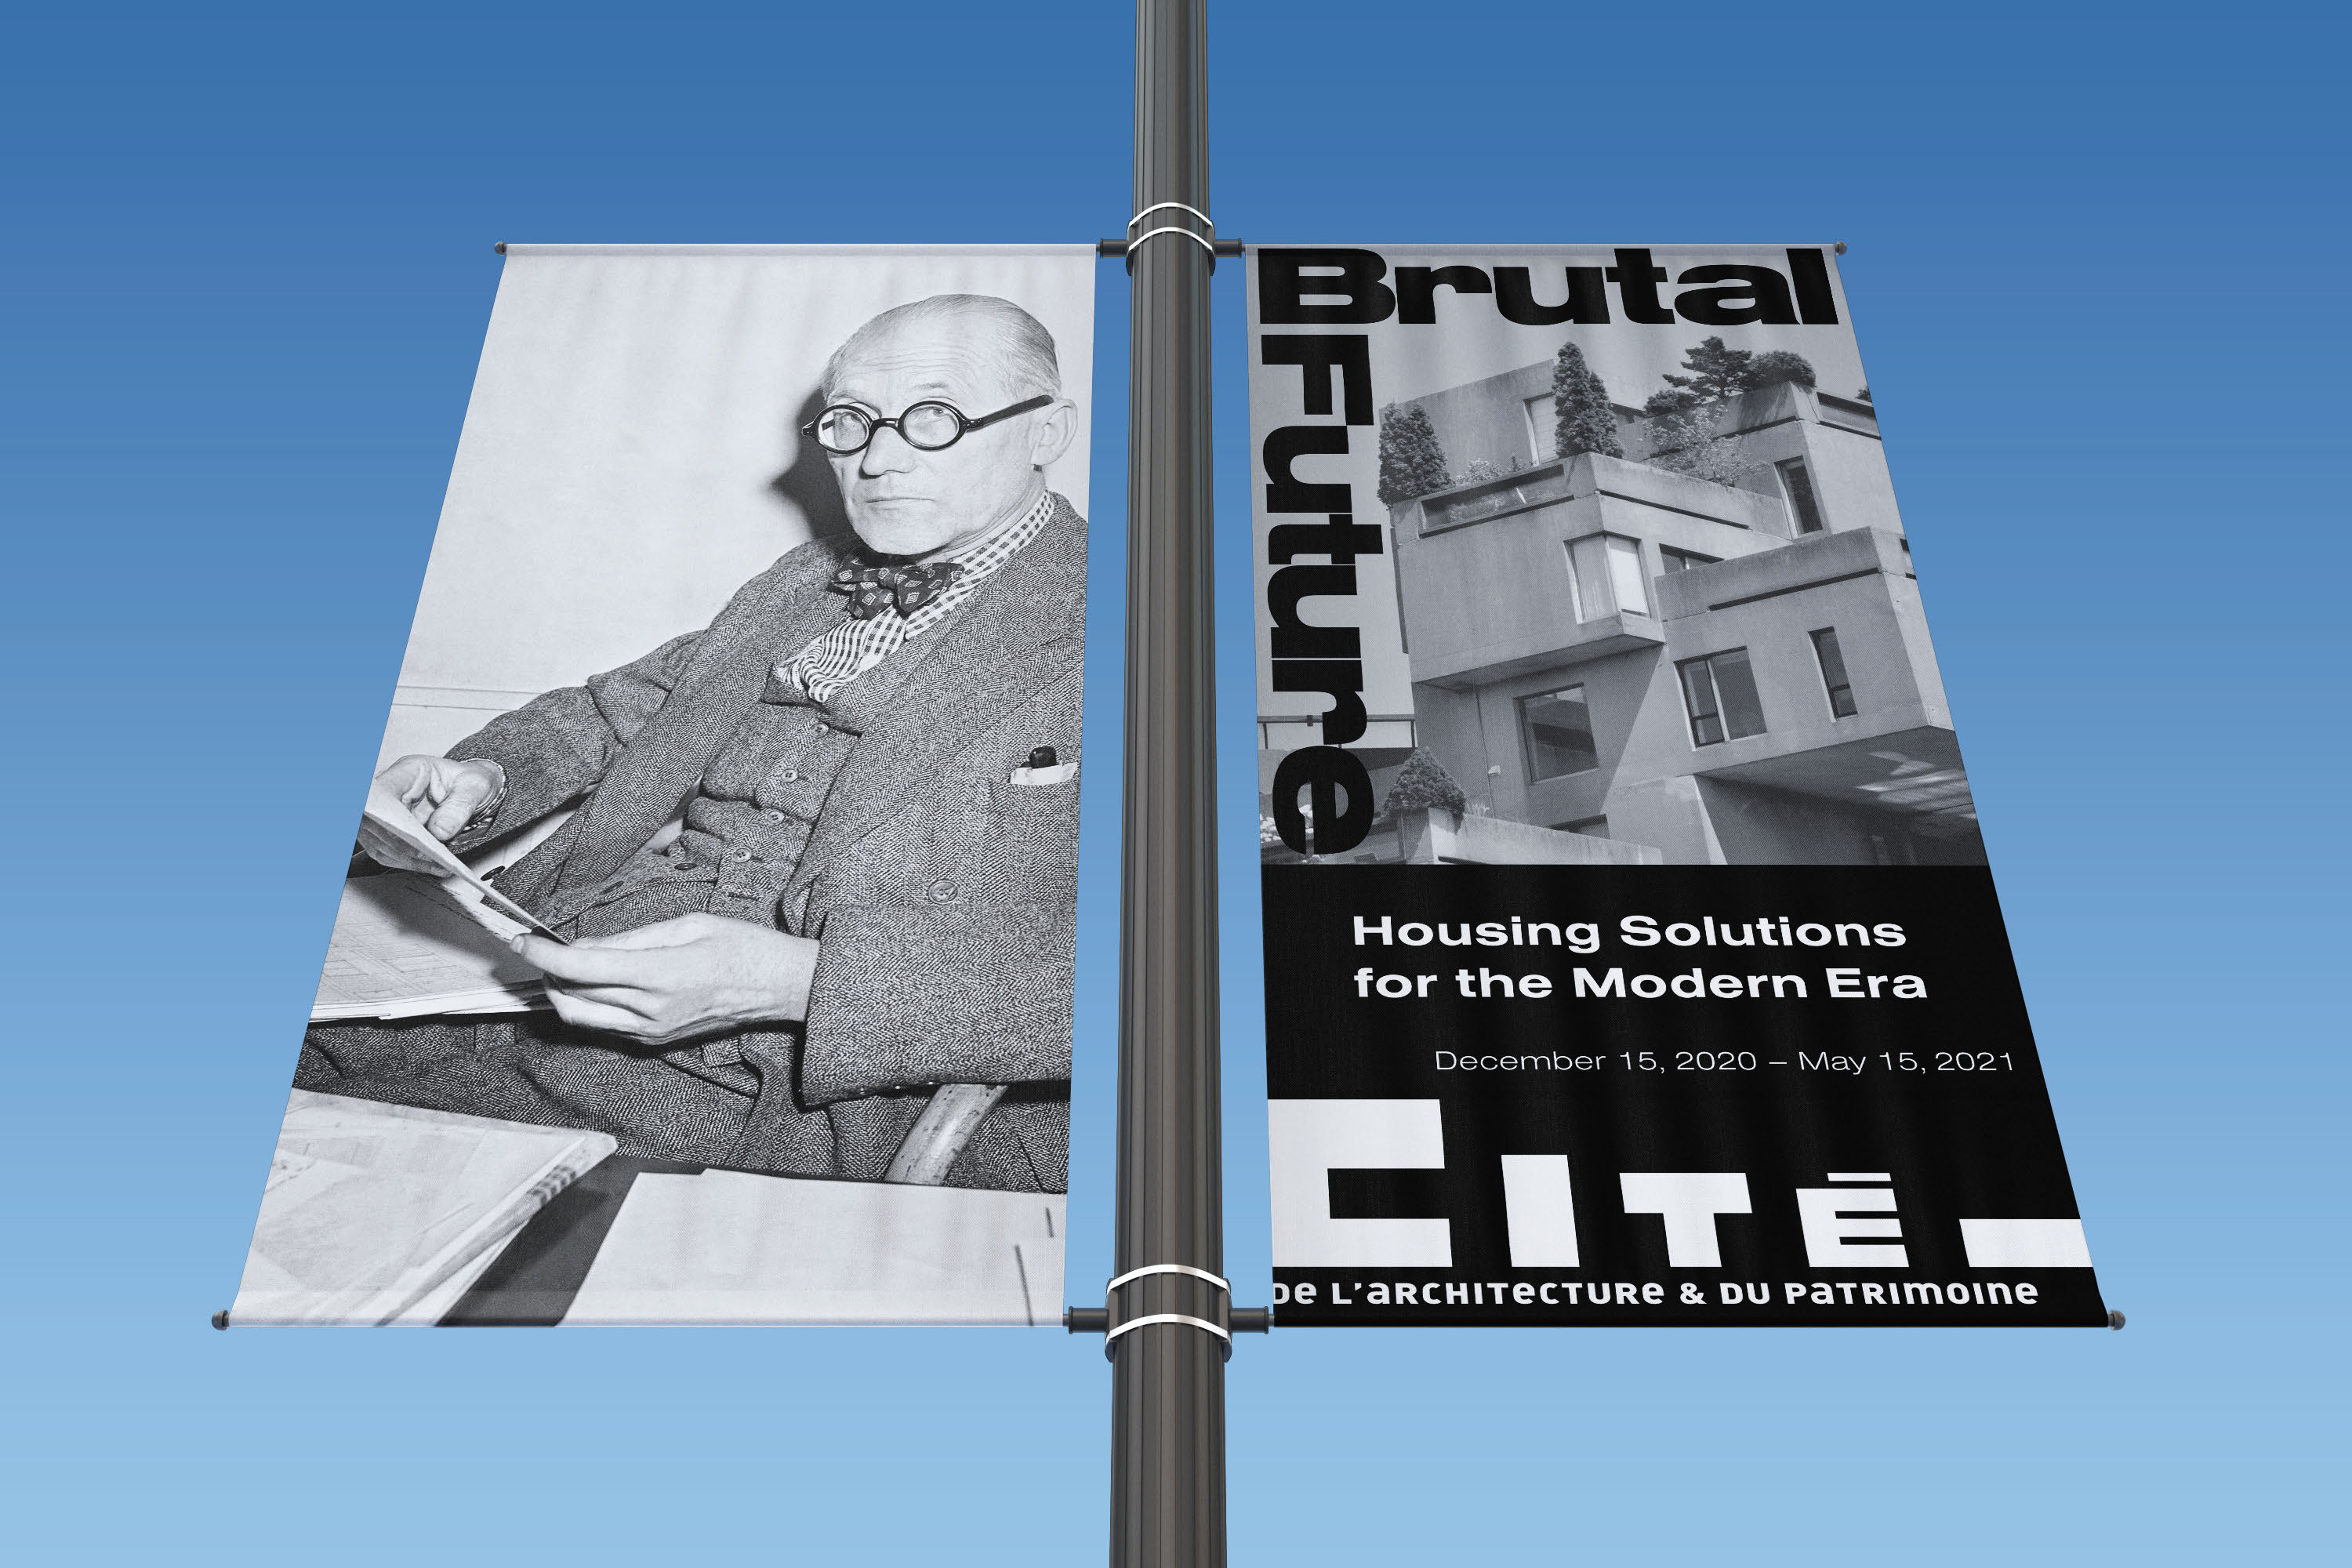 Brutal
Future
Housing Solutions
for the Modern Era
December 15, 2020 – May 15, 2021
CITÉ
DE L'ARCHITECTURE & DU PATRIMOINE